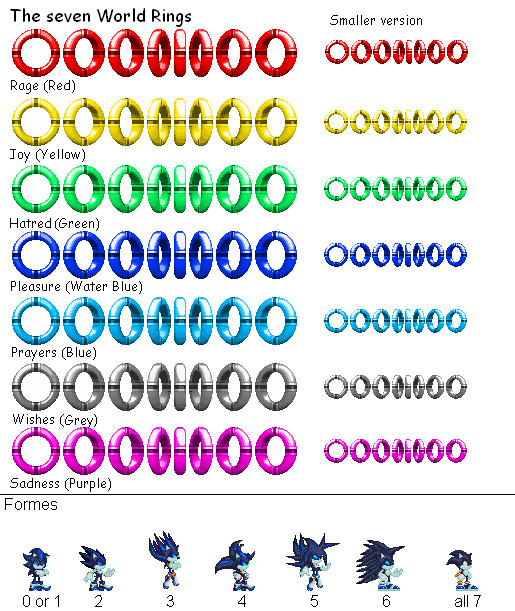 The seven World Rings
Smaller version
Rage (Red)
Joy (Yellow)
Hatred (Green)
Pleasure (Water Blue)
Prayers (Blue)
Wishes (Grey)
Sadness (Purple)
Formes
0 or 1 2 3 4 5 6 all 7